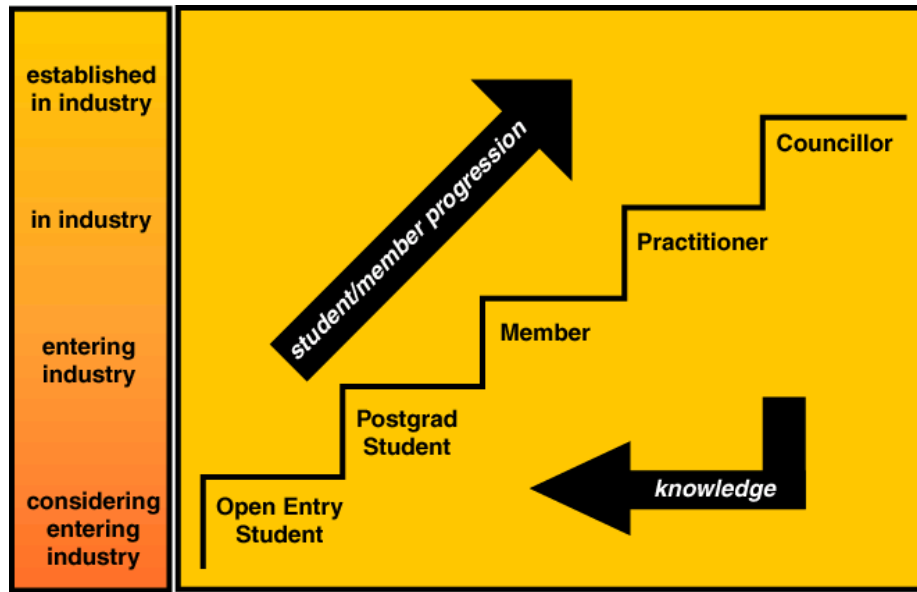 established
in industry
in industry
entering
industry
considering
entering
industry
student/member progression
Councillor
Practitioner
Member
Postgrad
Student
Open Entry
Student
knowledge